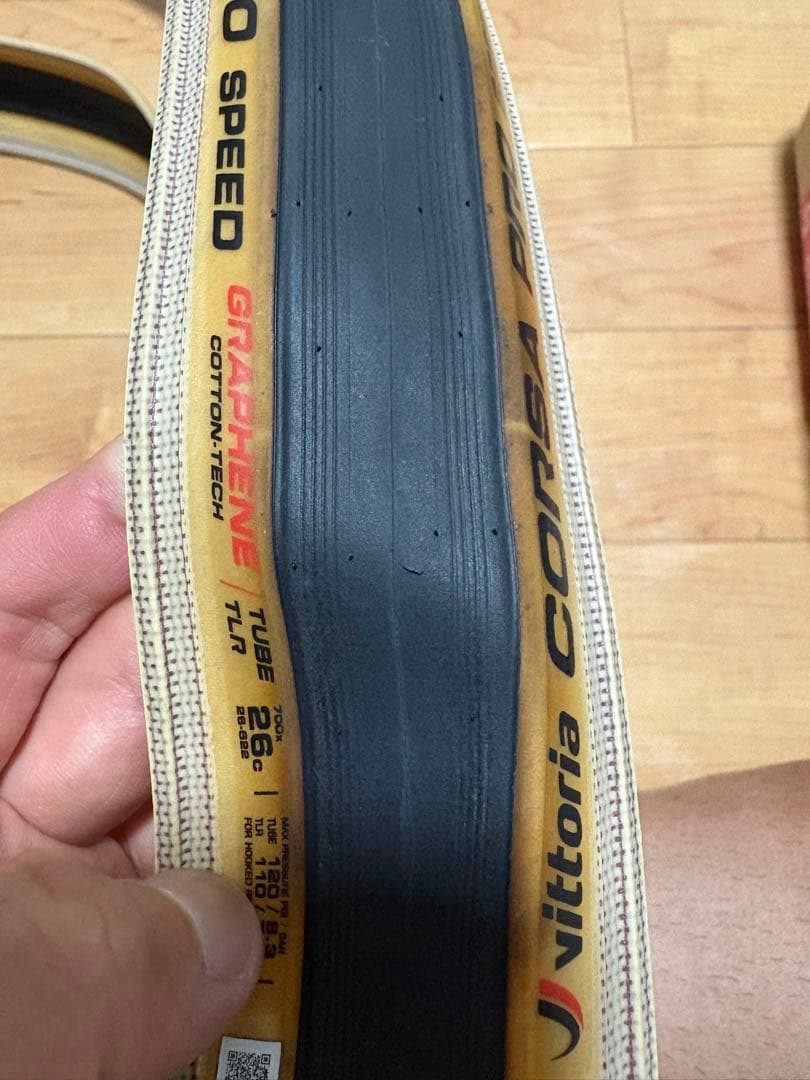 O SPEED
GRAPHENE
COTTON-TECH
TUBE
TLR
700x
26c
26-622
MAX PRESSURE PSI / BAR
TUBE 120 / 8.3
TLR 110 /
FOR HOOKED
vittoria CORSA PRO